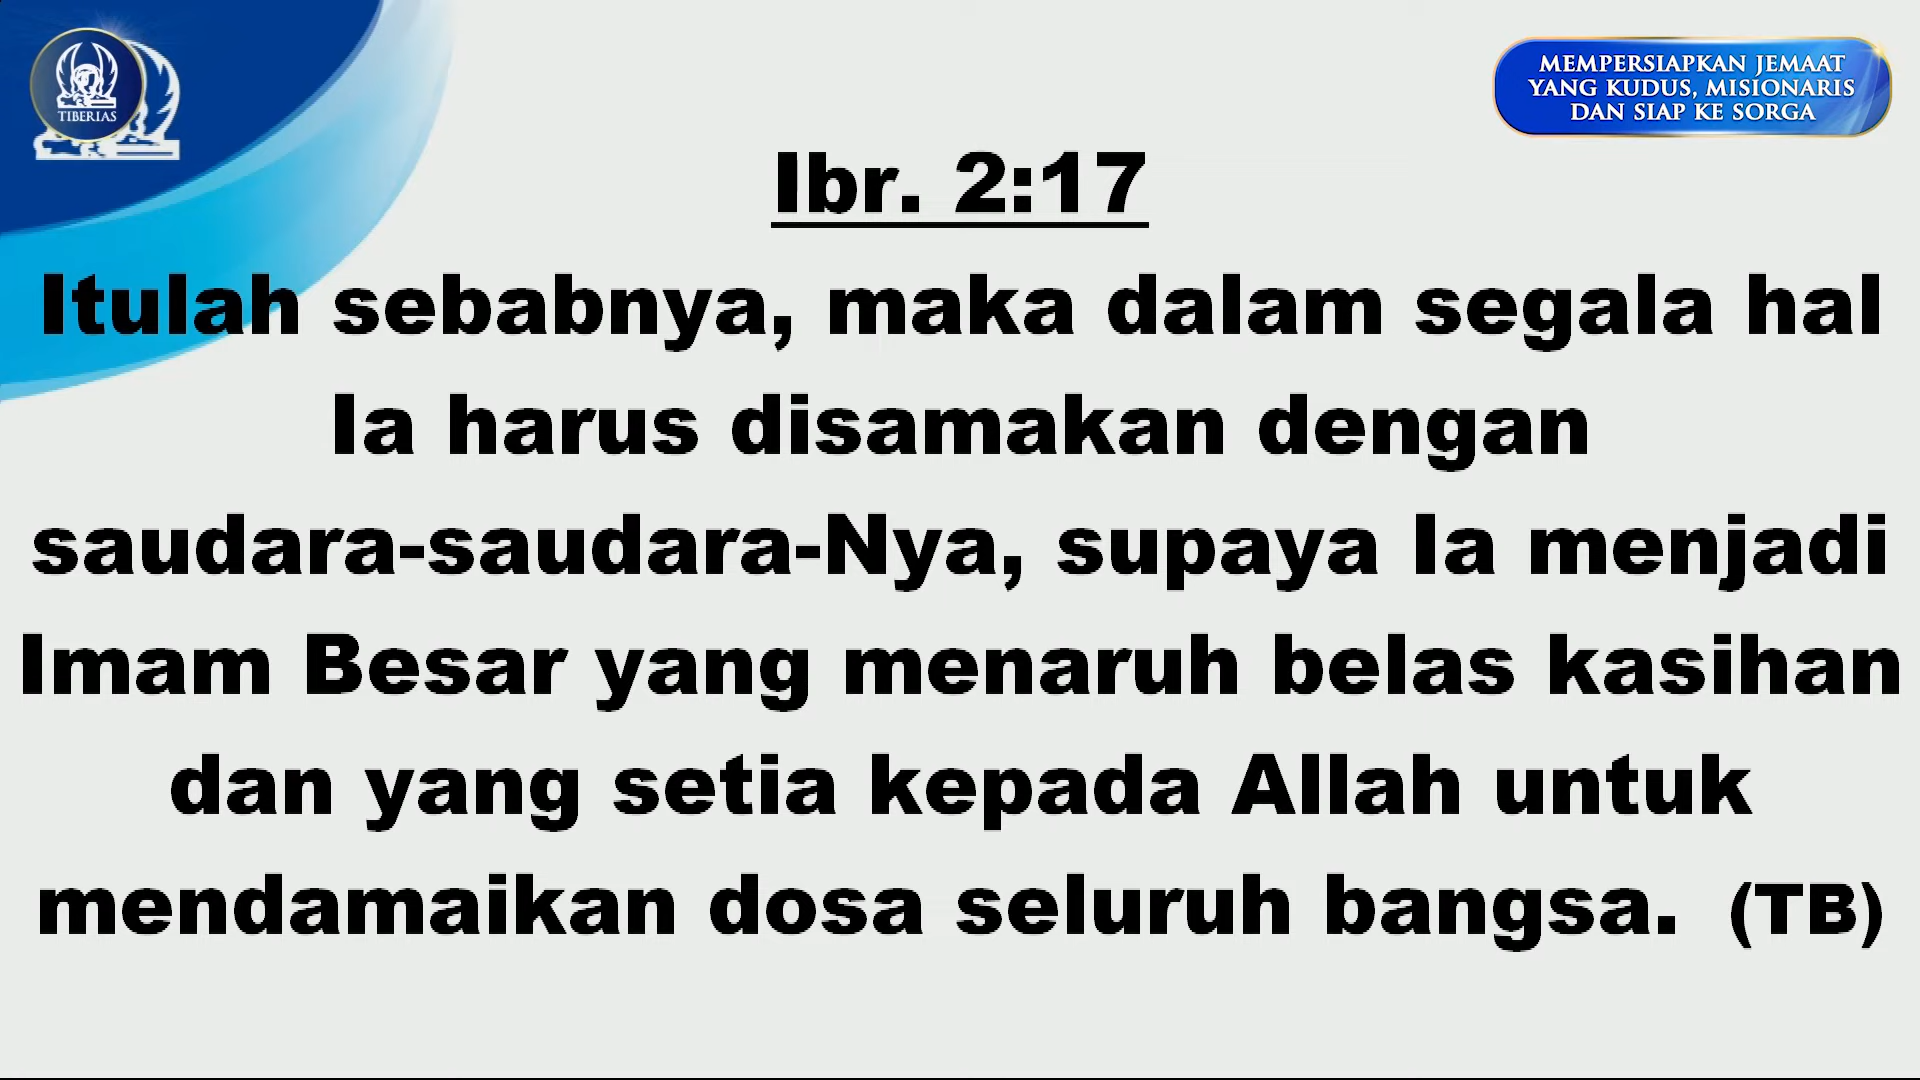 TIBERIAS
MEMPERSIAPKAN JEMAAT
YANG KUDUS, MISIONARIS
DAN SIAP KE SORGA
Ibr. 2:17
Itulah sebabnya, maka dalam segala hal
Ia harus disamakan dengan
saudara-saudara-Nya, supaya Ia menjadi
Imam Besar yang menaruh belas kasihan
dan yang setia kepada Allah untuk
mendamaikan dosa seluruh bangsa. (TB)